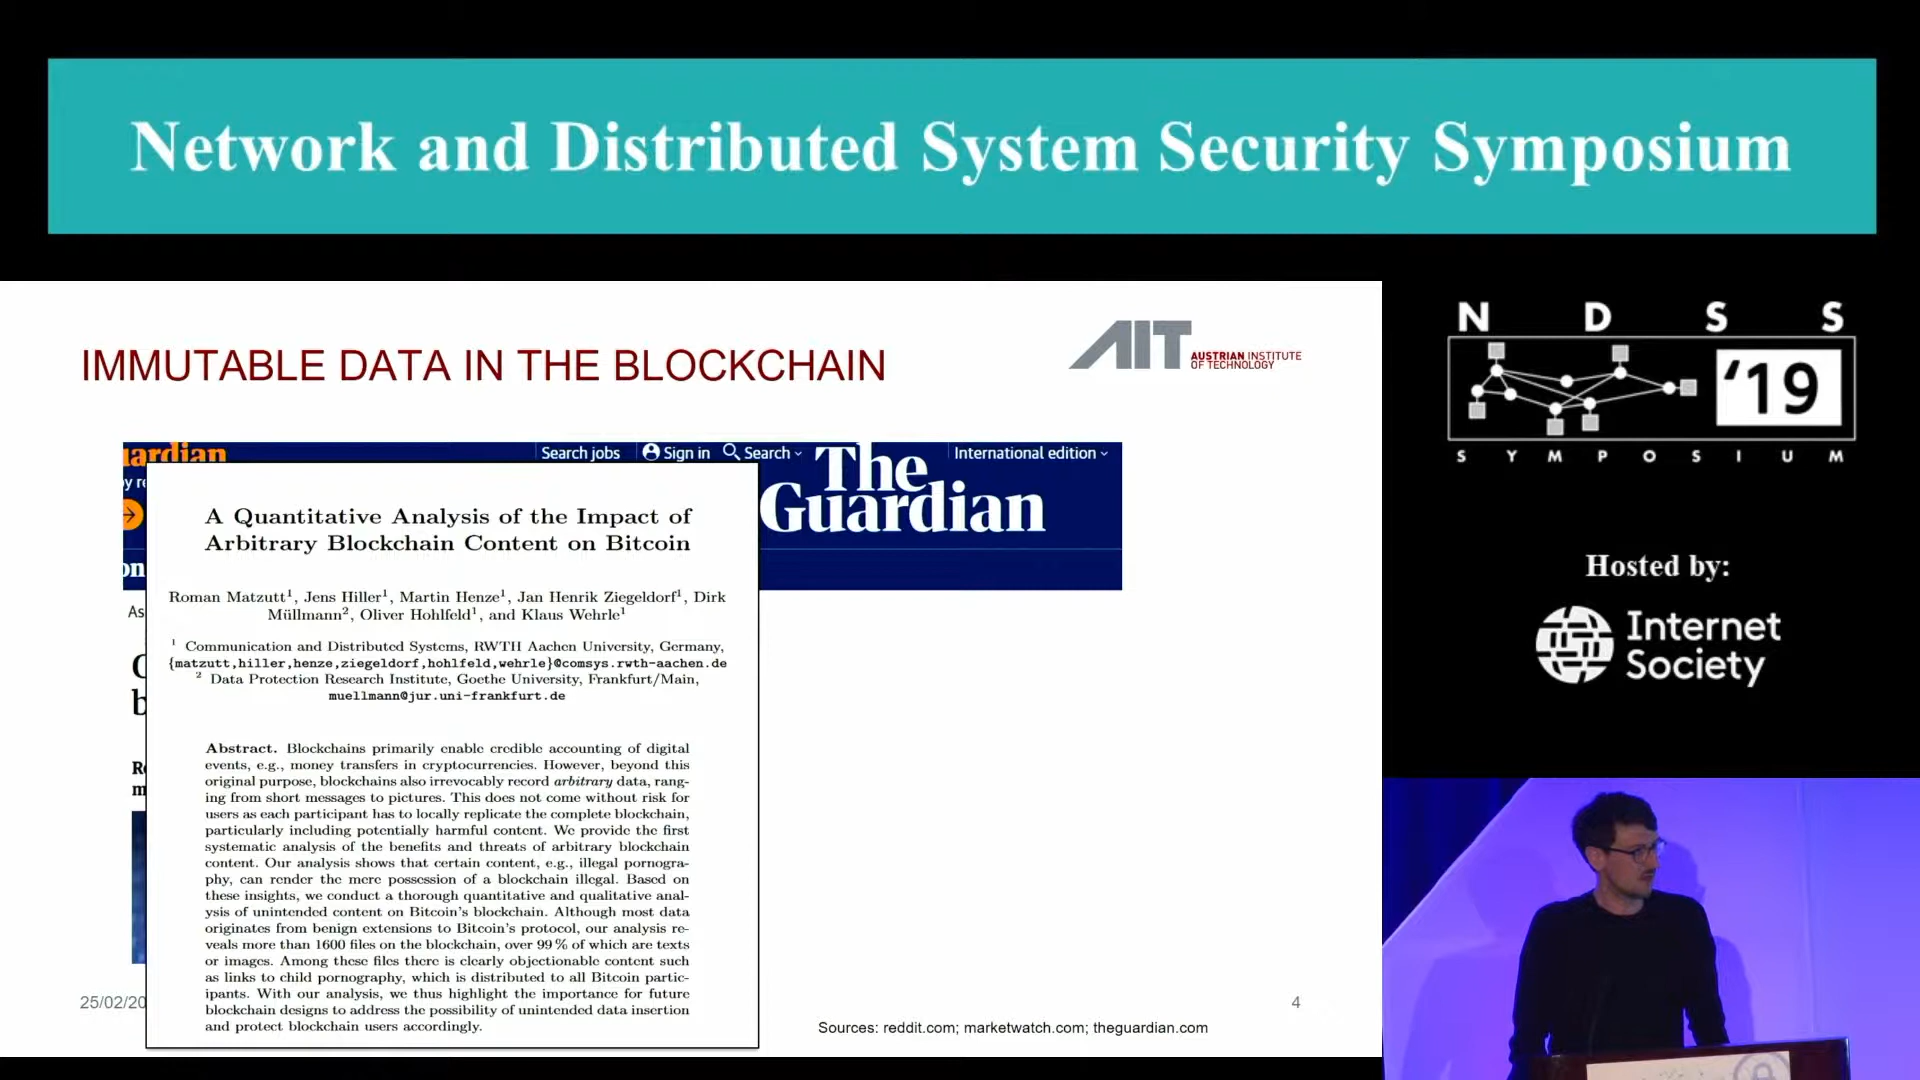 Network and Distributed System Security Symposium
IMMUTABLE DATA IN THE BLOCKCHAIN
AIT
AUSTRIAN INSTITUTE
OF TECHNOLOGY
Search jobs
Sign in
Search
International edition
The
Guardian
A Quantitative Analysis of the Impact of
Arbitrary Blockchain Content on Bitcoin
Roman Matzutt¹, Jens Hiller¹, Martin Henze¹, Jan Henrik Ziegeldorf¹, Dirk
Müllmann², Oliver Hohlfeld¹, and Klaus Wehrle¹
¹ Communication and Distributed Systems, RWTH Aachen University, Germany,
{matzutt,hiller,henze,ziegeldorf,hohlfeld,wehrle}@comsys.rwth-aachen.de
² Data Protection Research Institute, Goethe University, Frankfurt/Main,
muellmann@jur.uni-frankfurt.de
Abstract. Blockchains primarily enable credible accounting of digital
events, e.g., money transfers in cryptocurrencies. However, beyond this
original purpose, blockchains also irrevocably record arbitrary data, rang-
ing from short messages to pictures. This does not come without risk for
users as each participant has to locally replicate the complete blockchain,
particularly including potentially harmful content. We provide the first
systematic analysis of the benefits and threats of arbitrary blockchain
content. Our analysis shows that certain content, e.g., illegal pornogra-
phy, can render the mere possession of a blockchain illegal. Based on
these insights, we conduct a thorough quantitative and qualitative anal-
ysis of unintended content on Bitcoin's blockchain. Although most data
originates from benign extensions to Bitcoin's protocol, our analysis re-
veals more than 1600 files on the blockchain, over 99 % of which are texts
or images. Among these files there is clearly objectionable content such
as links to child pornography, which is distributed to all Bitcoin partic-
ipants. With our analysis, we thus highlight the importance for future
blockchain designs to address the possibility of unintended data insertion
and protect blockchain users accordingly.
25/02/20
Sources: reddit.com; marketwatch.com; theguardian.com
4
N D S S
'19
S Y M P O S I U M
Hosted by:
Internet
Society